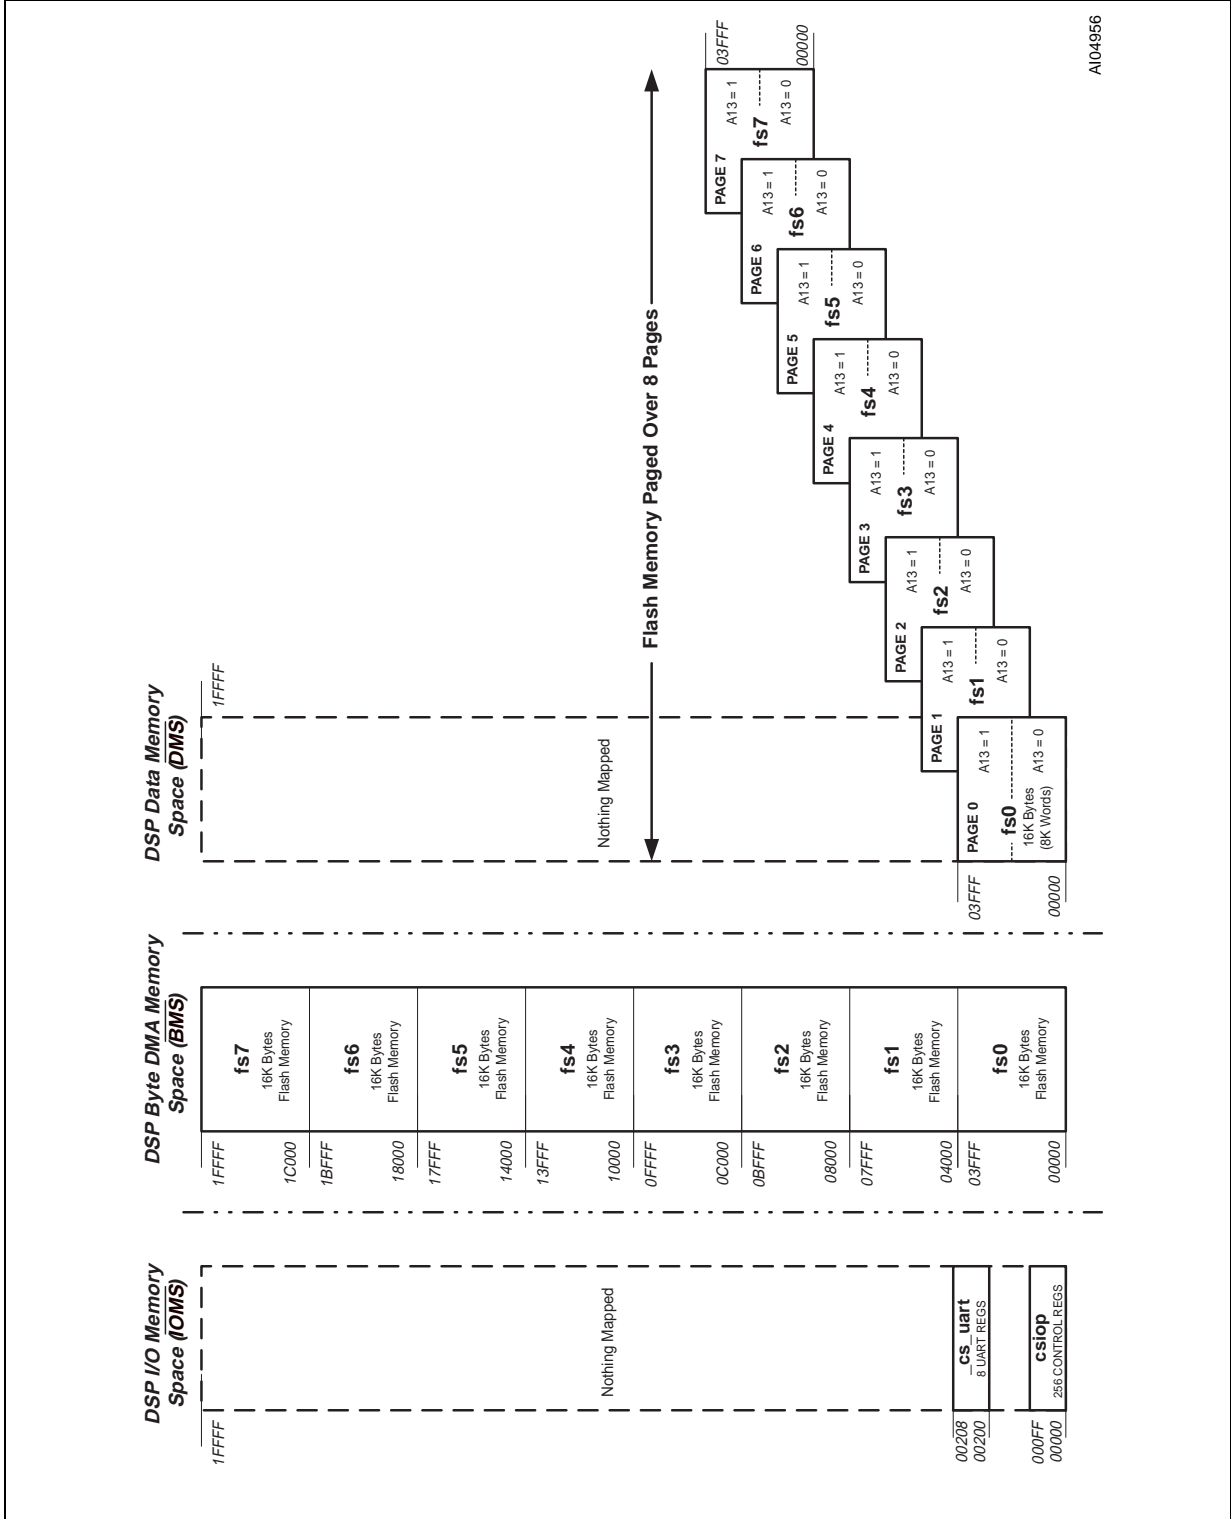 DSP I/O Memory
Space (IOMS)
1FFFF
Nothing Mapped
_cs_uart
8 UART REGS
00208
00200
csiop
256 CONTROL REGS
000FF
00000
DSP Byte DMA Memory
Space (BMS)
1FFFF
fs7
16K Bytes
Flash Memory
1C000
1BFFF
fs6
16K Bytes
Flash Memory
18000
17FFF
fs5
16K Bytes
Flash Memory
14000
13FFF
fs4
16K Bytes
Flash Memory
10000
0FFFF
fs3
16K Bytes
Flash Memory
0C000
0BFFF
fs2
16K Bytes
Flash Memory
08000
07FFF
fs1
16K Bytes
Flash Memory
04000
03FFF
fs0
16K Bytes
Flash Memory
00000
DSP Data Memory
Space (DMS)
1FFFF
Nothing Mapped
Flash Memory Paged Over 8 Pages
03FFF
00000
PAGE 0
A13 = 1
fs0
16K Bytes
(8K Words)
A13 = 0
PAGE 1
A13 = 1
fs1
A13 = 0
PAGE 2
A13 = 1
fs2
A13 = 0
PAGE 3
A13 = 1
fs3
A13 = 0
PAGE 4
A13 = 1
fs4
A13 = 0
PAGE 5
A13 = 1
fs5
A13 = 0
PAGE 6
A13 = 1
fs6
A13 = 0
PAGE 7
A13 = 1
fs7
A13 = 0
03FFF
00000
AI04956